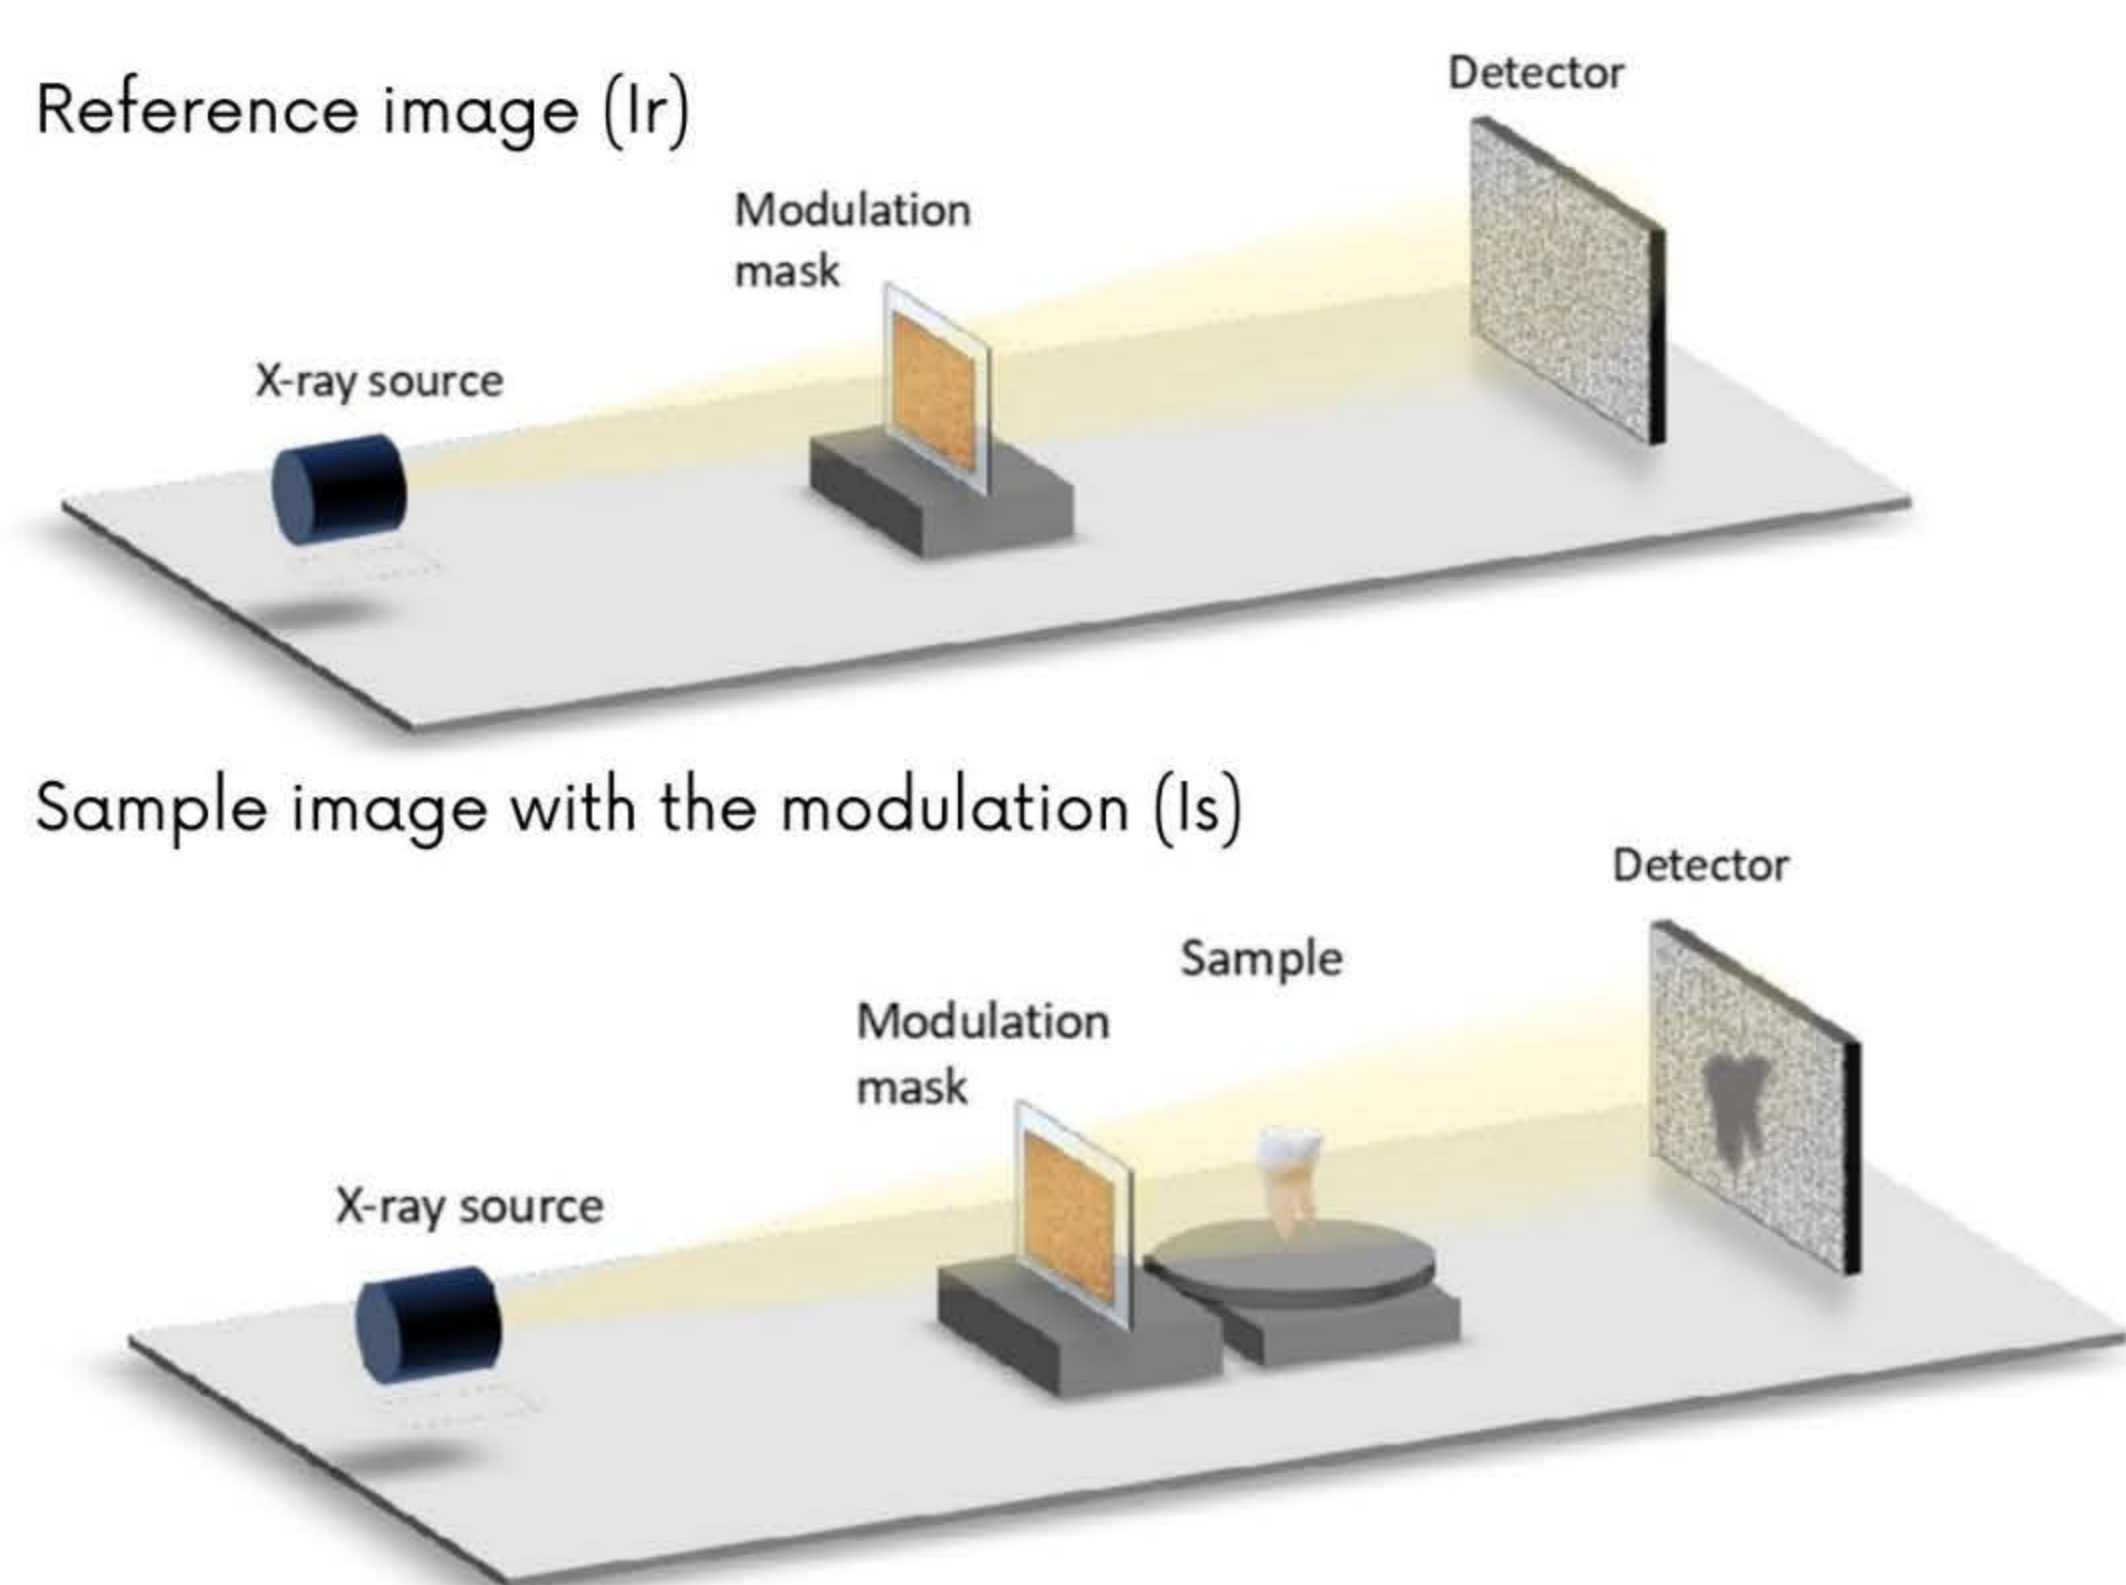 Reference image (Ir)
Detector
Modulation
mask
X-ray source
Sample image with the modulation (Is)
Detector
Sample
Modulation
mask
X-ray source